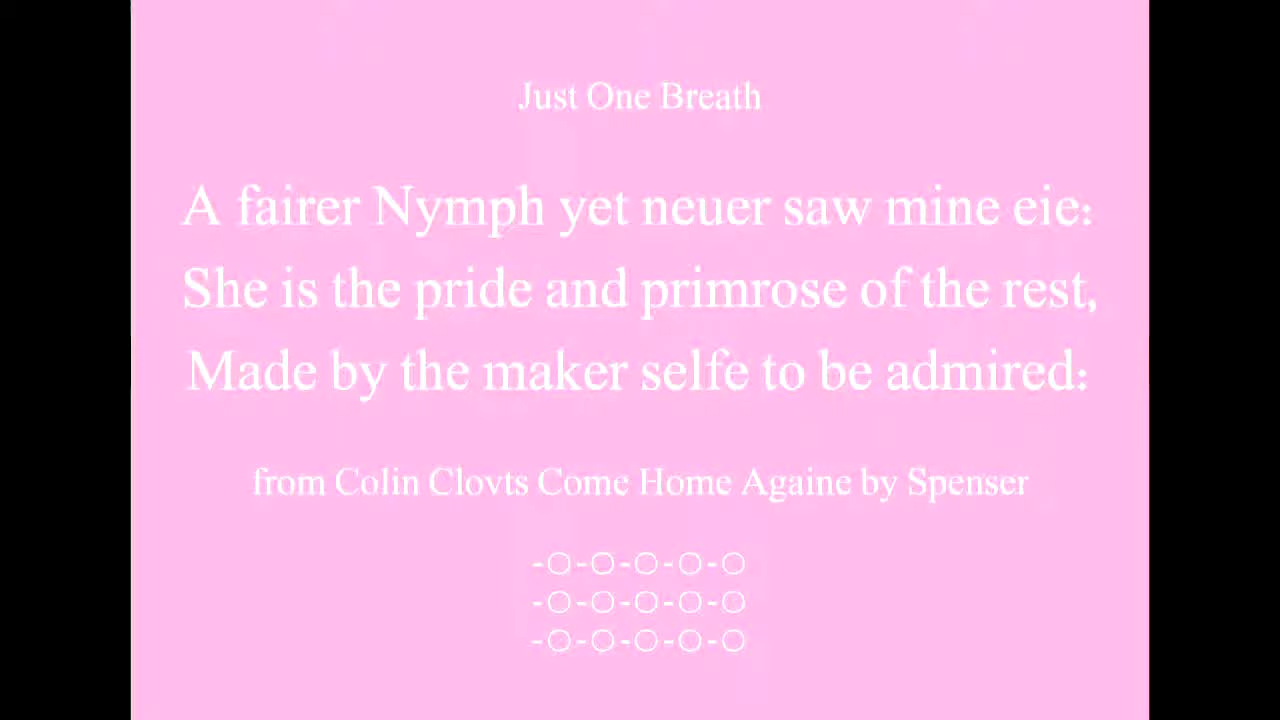 Just One Breath
A fairer Nymph yet neuer saw mine eie:
She is the pride and primrose of the rest,
Made by the maker selfe to be admired:
from Colin Clovts Come Home Againe by Spenser
-○-○-○-○-○
-○-○-○-○-○
-○-○-○-○-○